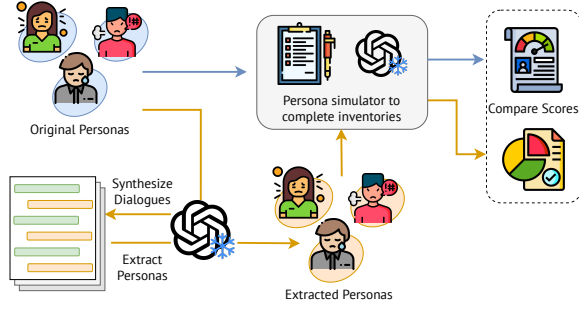 Original Personas
Persona simulator to
complete inventories
Compare Scores
Synthesize
Dialogues
Extract
Personas
Extracted Personas